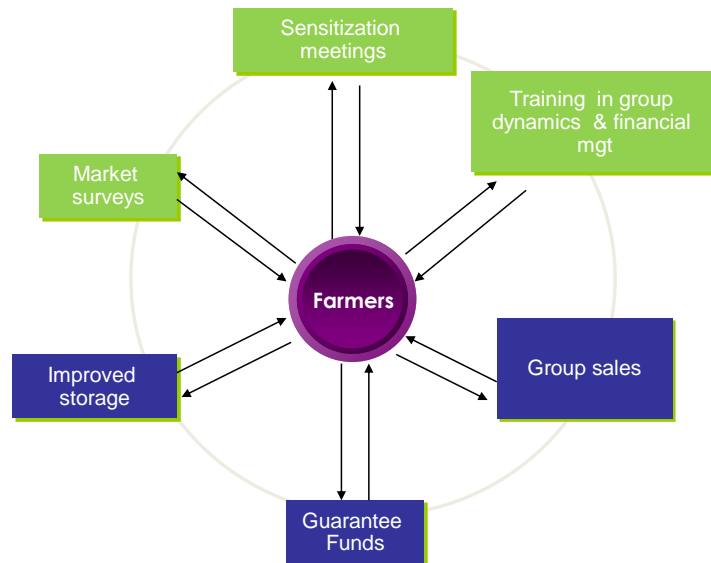 Sensitization
meetings
Training in group
dynamics & financial
mgt
Market
surveys
Farmers
Improved
storage
Group sales
Guarantee
Funds